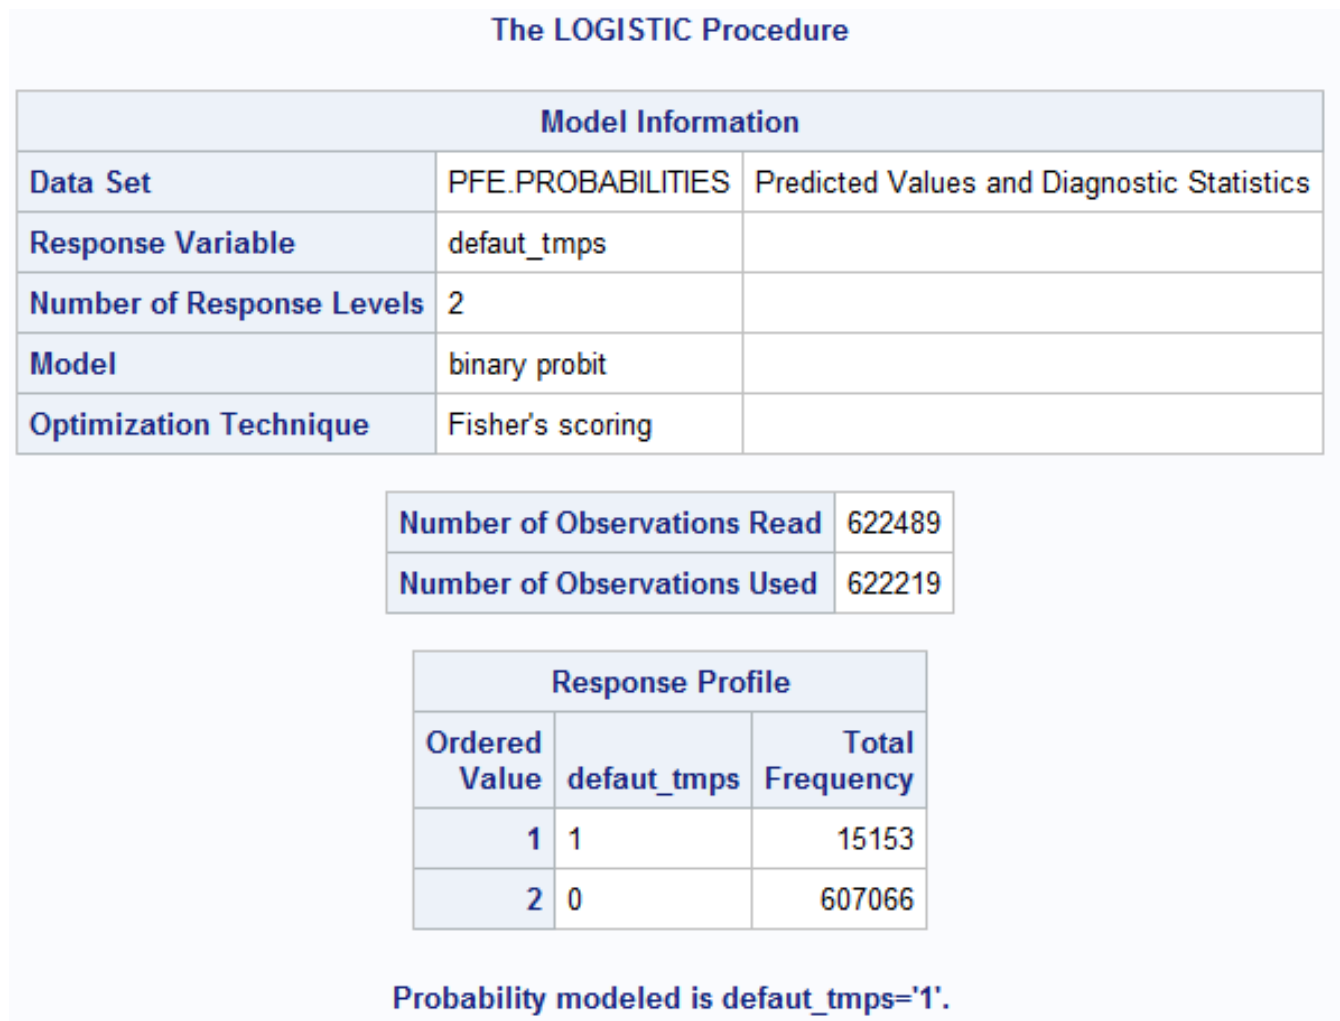 The LOGISTIC Procedure
Model Information
Data Set PFE.PROBABILITIES Predicted Values and Diagnostic Statistics
Response Variable defaut_tmps
Number of Response Levels 2
Model binary probit
Optimization Technique Fisher's scoring
Number of Observations Read 622489
Number of Observations Used 622219
Response Profile
Ordered Value defaut_tmps Total Frequency
1 1 15153
2 0 607066
Probability modeled is defaut_tmps='1'.